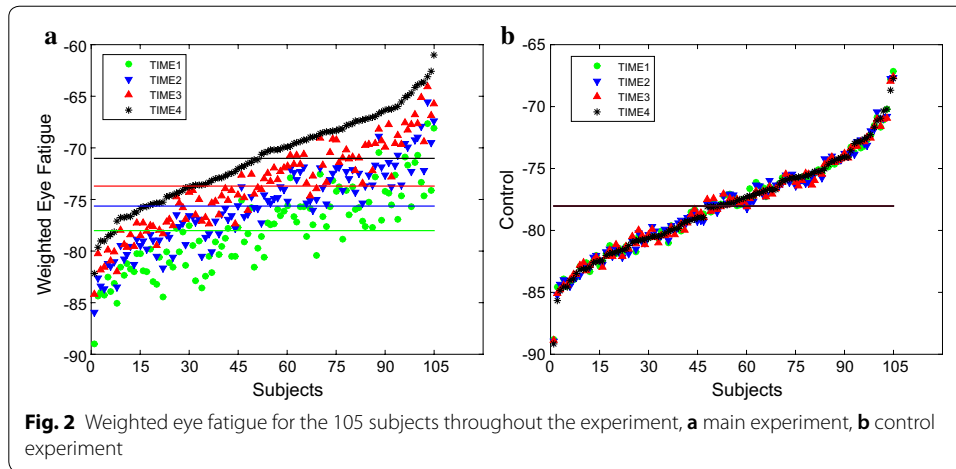 a
-60
-65
-70
-75
-80
-85
-90
Weighted Eye Fatigue
TIME1
TIME2
TIME3
TIME4
0 15 30 45 60 75 90 105
Subjects
b
-65
-70
-75
-80
-85
-90
Control
TIME1
TIME2
TIME3
TIME4
0 15 30 45 60 75 90 105
Subjects
Fig. 2 Weighted eye fatigue for the 105 subjects throughout the experiment, a main experiment, b control
experiment